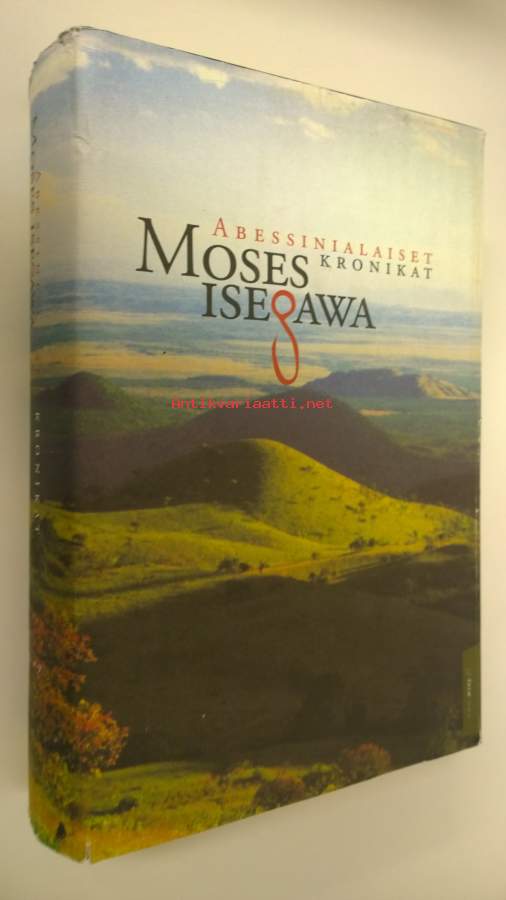 ABESSINIALAISET
KRONIKAT
MOSES
ISEGAWA
Antikvariaatti.net
KRONIKAT